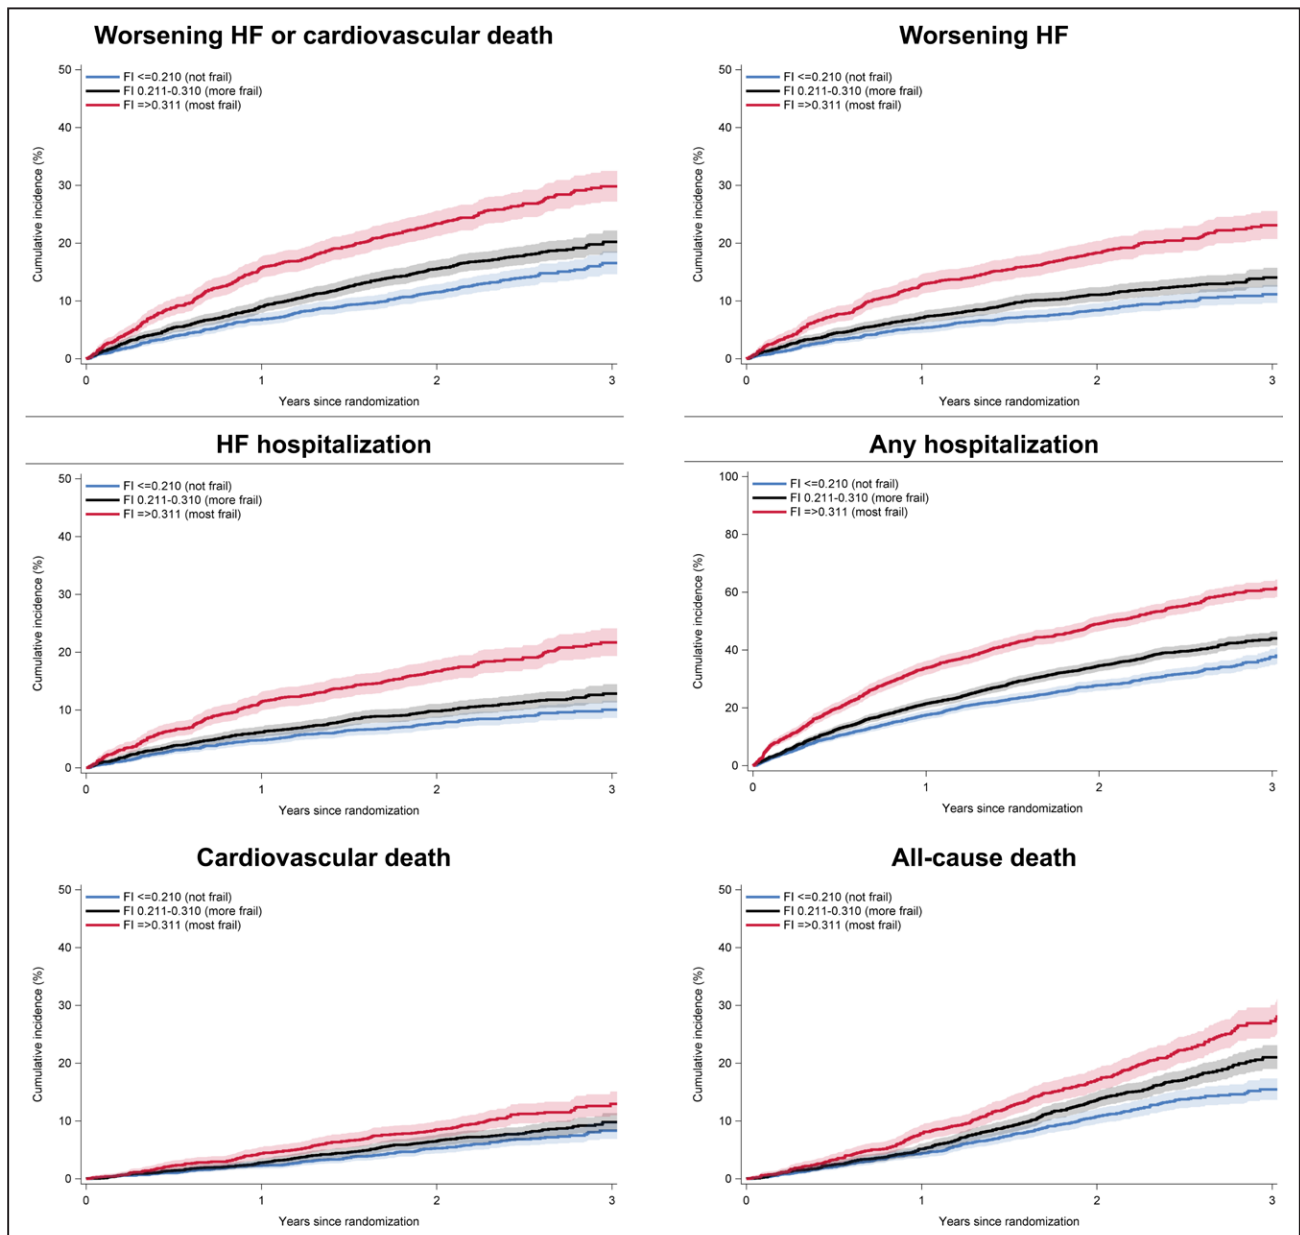 Worsening HF or cardiovascular death
50
40
30
20
10
0
Cumulative incidence (%)
FI <=0.210 (not frail)
FI 0.211-0.310 (more frail)
FI =>0.311 (most frail)
0 1 2 3
Years since randomization
Worsening HF
50
40
30
20
10
0
Cumulative incidence (%)
FI <=0.210 (not frail)
FI 0.211-0.310 (more frail)
FI =>0.311 (most frail)
0 1 2 3
Years since randomization
HF hospitalization
50
40
30
20
10
0
Cumulative incidence (%)
FI <=0.210 (not frail)
FI 0.211-0.310 (more frail)
FI =>0.311 (most frail)
0 1 2 3
Years since randomization
Any hospitalization
100
80
60
40
20
0
Cumulative incidence (%)
FI <=0.210 (not frail)
FI 0.211-0.310 (more frail)
FI =>0.311 (most frail)
0 1 2 3
Years since randomization
Cardiovascular death
50
40
30
20
10
0
Cumulative incidence (%)
FI <=0.210 (not frail)
FI 0.211-0.310 (more frail)
FI =>0.311 (most frail)
0 1 2 3
Years since randomization
All-cause death
50
40
30
20
10
0
Cumulative incidence (%)
FI <=0.210 (not frail)
FI 0.211-0.310 (more frail)
FI =>0.311 (most frail)
0 1 2 3
Years since randomization